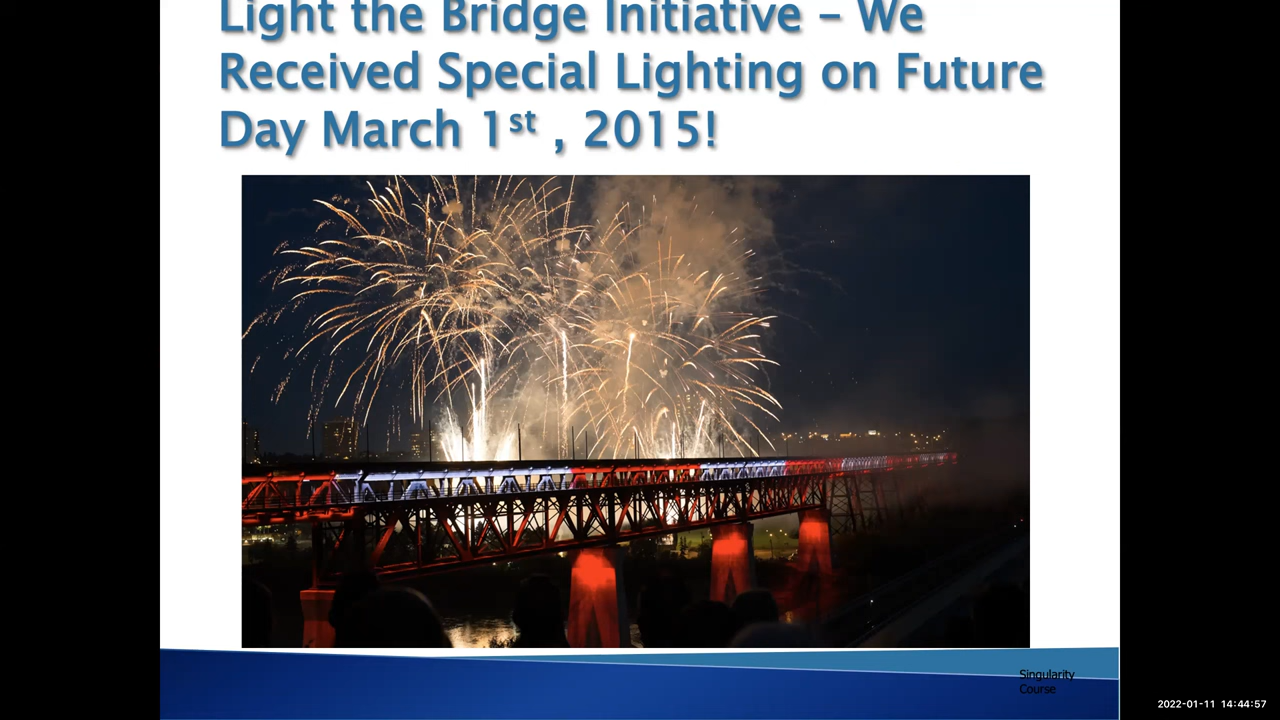 Light the Bridge Initiative – We
Received Special Lighting on Future
Day March 1st , 2015!
Singularity
Course
2022-01-11 14:44:57